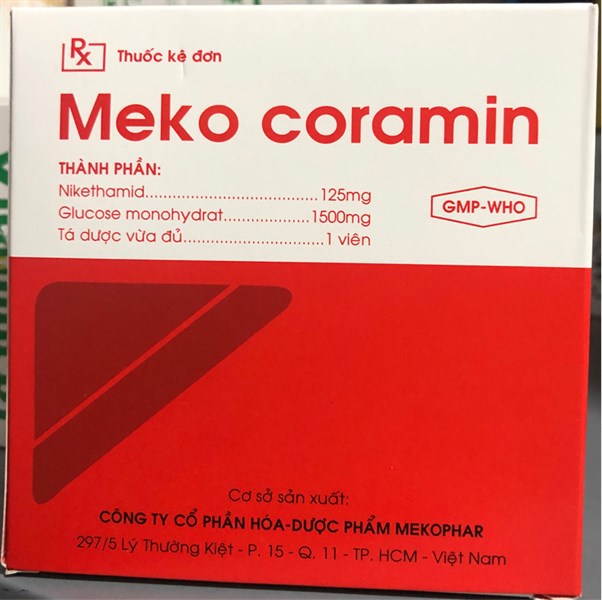 Rx Thuốc kê đơn
Meko coramin
THÀNH PHẦN:
Nikethamid....................................125mg
Glucose monohydrat..................1500mg
Tá dược vừa đủ.............................1 viên
GMP-WHO
Cơ sở sản xuất:
CÔNG TY CỔ PHẦN HÓA-DƯỢC PHẨM MEKOPHAR
297/5 Lý Thường Kiệt - P. 15 - Q. 11 - TP. HCM - Việt Nam